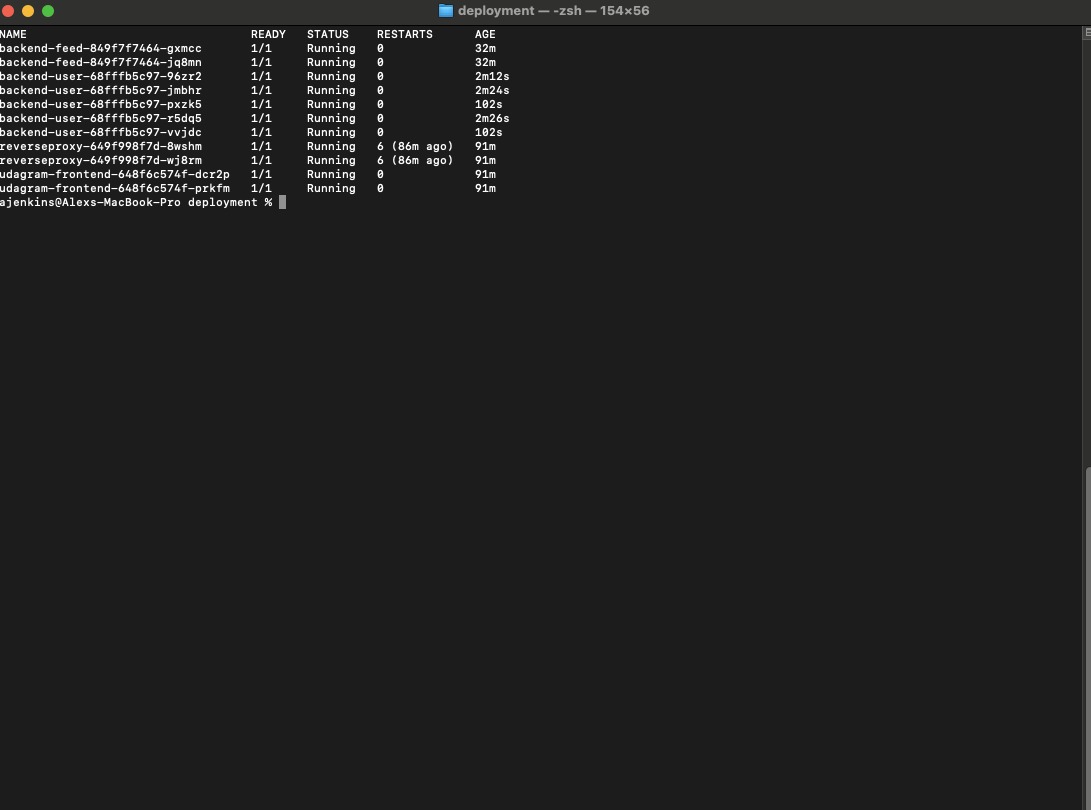 deployment — -zsh — 154×56
NAME READY STATUS RESTARTS AGE
backend-feed-849f7f7464-gxmcc 1/1 Running 0 32m
backend-feed-849f7f7464-jq8mn 1/1 Running 0 32m
backend-user-68fffb5c97-96zr2 1/1 Running 0 2m12s
backend-user-68fffb5c97-jmbhr 1/1 Running 0 2m24s
backend-user-68fffb5c97-pxzk5 1/1 Running 0 102s
backend-user-68fffb5c97-r5dq5 1/1 Running 0 2m26s
backend-user-68fffb5c97-vvjdc 1/1 Running 0 102s
reverseproxy-649f998f7d-8wshm 1/1 Running 6 (86m ago) 91m
reverseproxy-649f998f7d-wj8rm 1/1 Running 6 (86m ago) 91m
udagram-frontend-648f6c574f-dcr2p 1/1 Running 0 91m
udagram-frontend-648f6c574f-prkfm 1/1 Running 0 91m
ajenkins@Alexs-MacBook-Pro deployment %